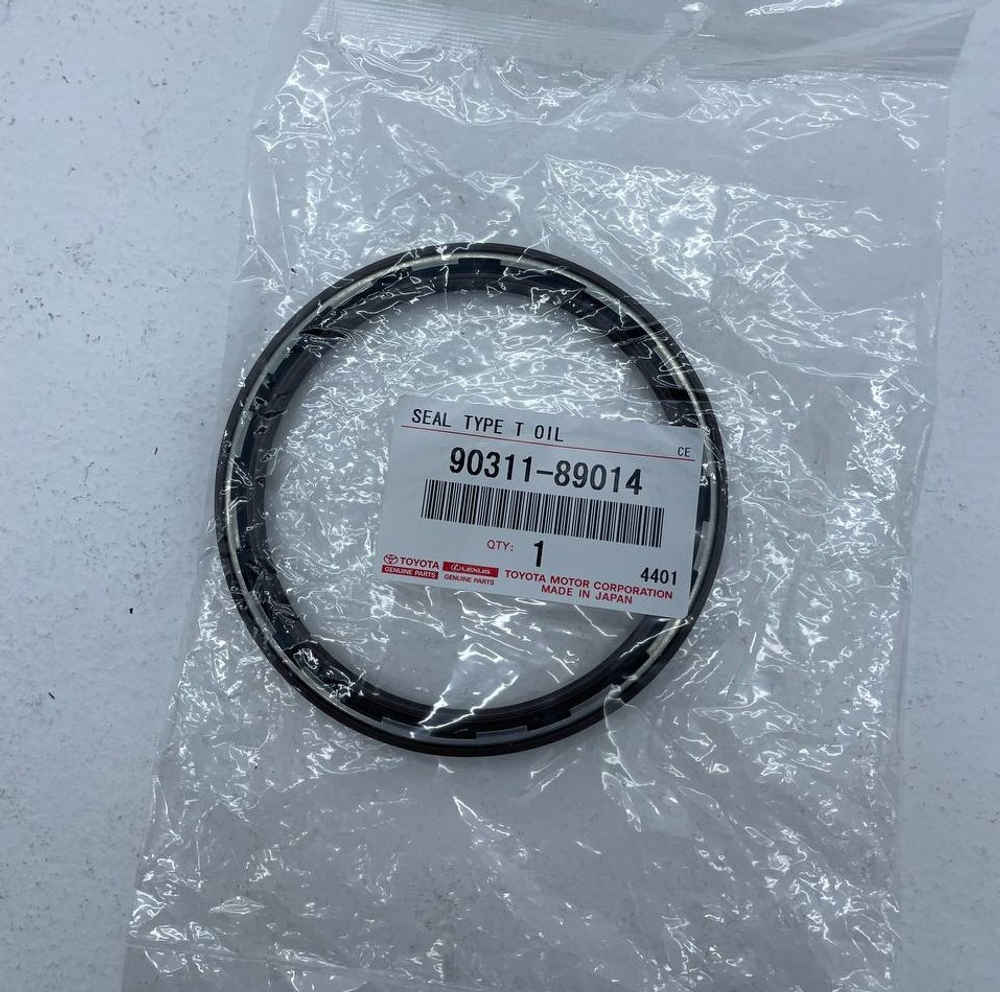 SEAL TYPE T OIL
CE
90311-89014
QTY: 1
4401
TOYOTA
GENUINE PARTS
LEXUS
GENUINE PARTS
TOYOTA MOTOR CORPORATION
MADE IN JAPAN